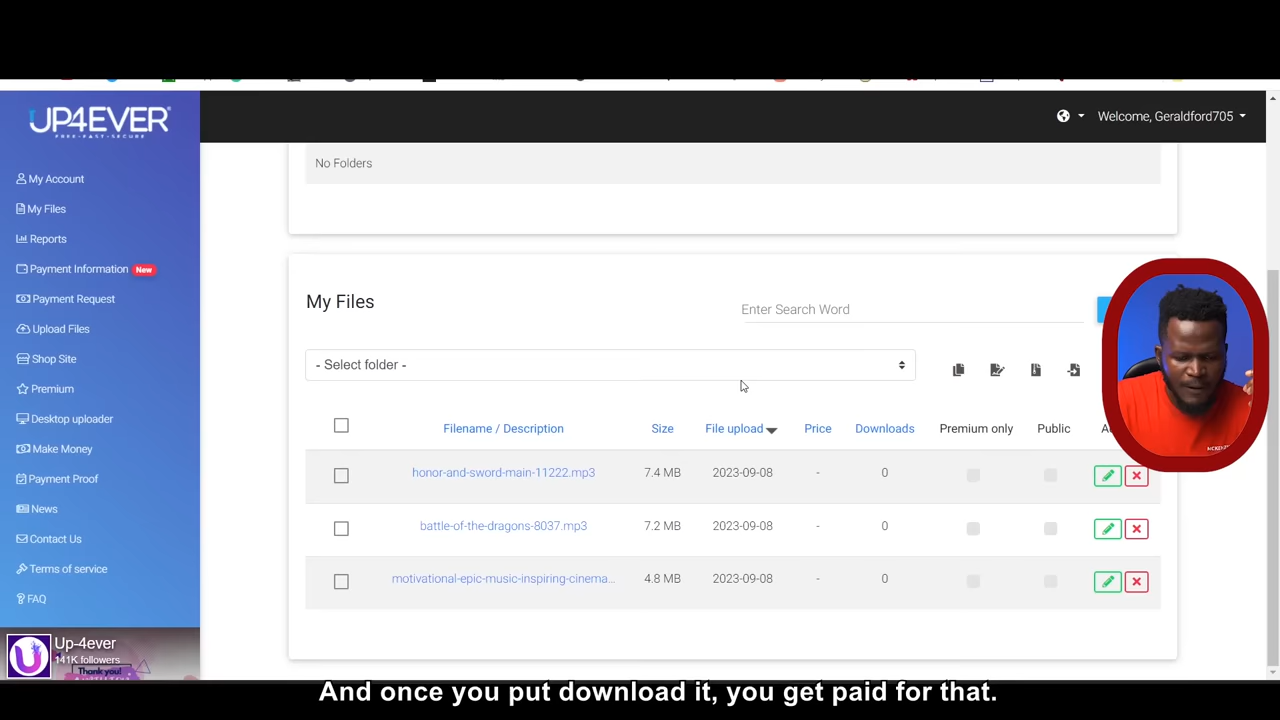 UP4EVER
FREE-FAST-SECURE
Welcome, Geraldford705
My Account
My Files
Reports
Payment Information New
Payment Request
Upload Files
Shop Site
Premium
Desktop uploader
Make Money
Payment Proof
News
Contact Us
Terms of service
FAQ
Up-4ever
141K followers
Thank you!
No Folders
My Files
Enter Search Word
- Select folder -
Filename / Description Size File upload Price Downloads Premium only Public
honor-and-sword-main-11222.mp3 7.4 MB 2023-09-08 - 0
battle-of-the-dragons-8037.mp3 7.2 MB 2023-09-08 - 0
motivational-epic-music-inspiring-cinema... 4.8 MB 2023-09-08 - 0
And once you put download it, you get paid for that.